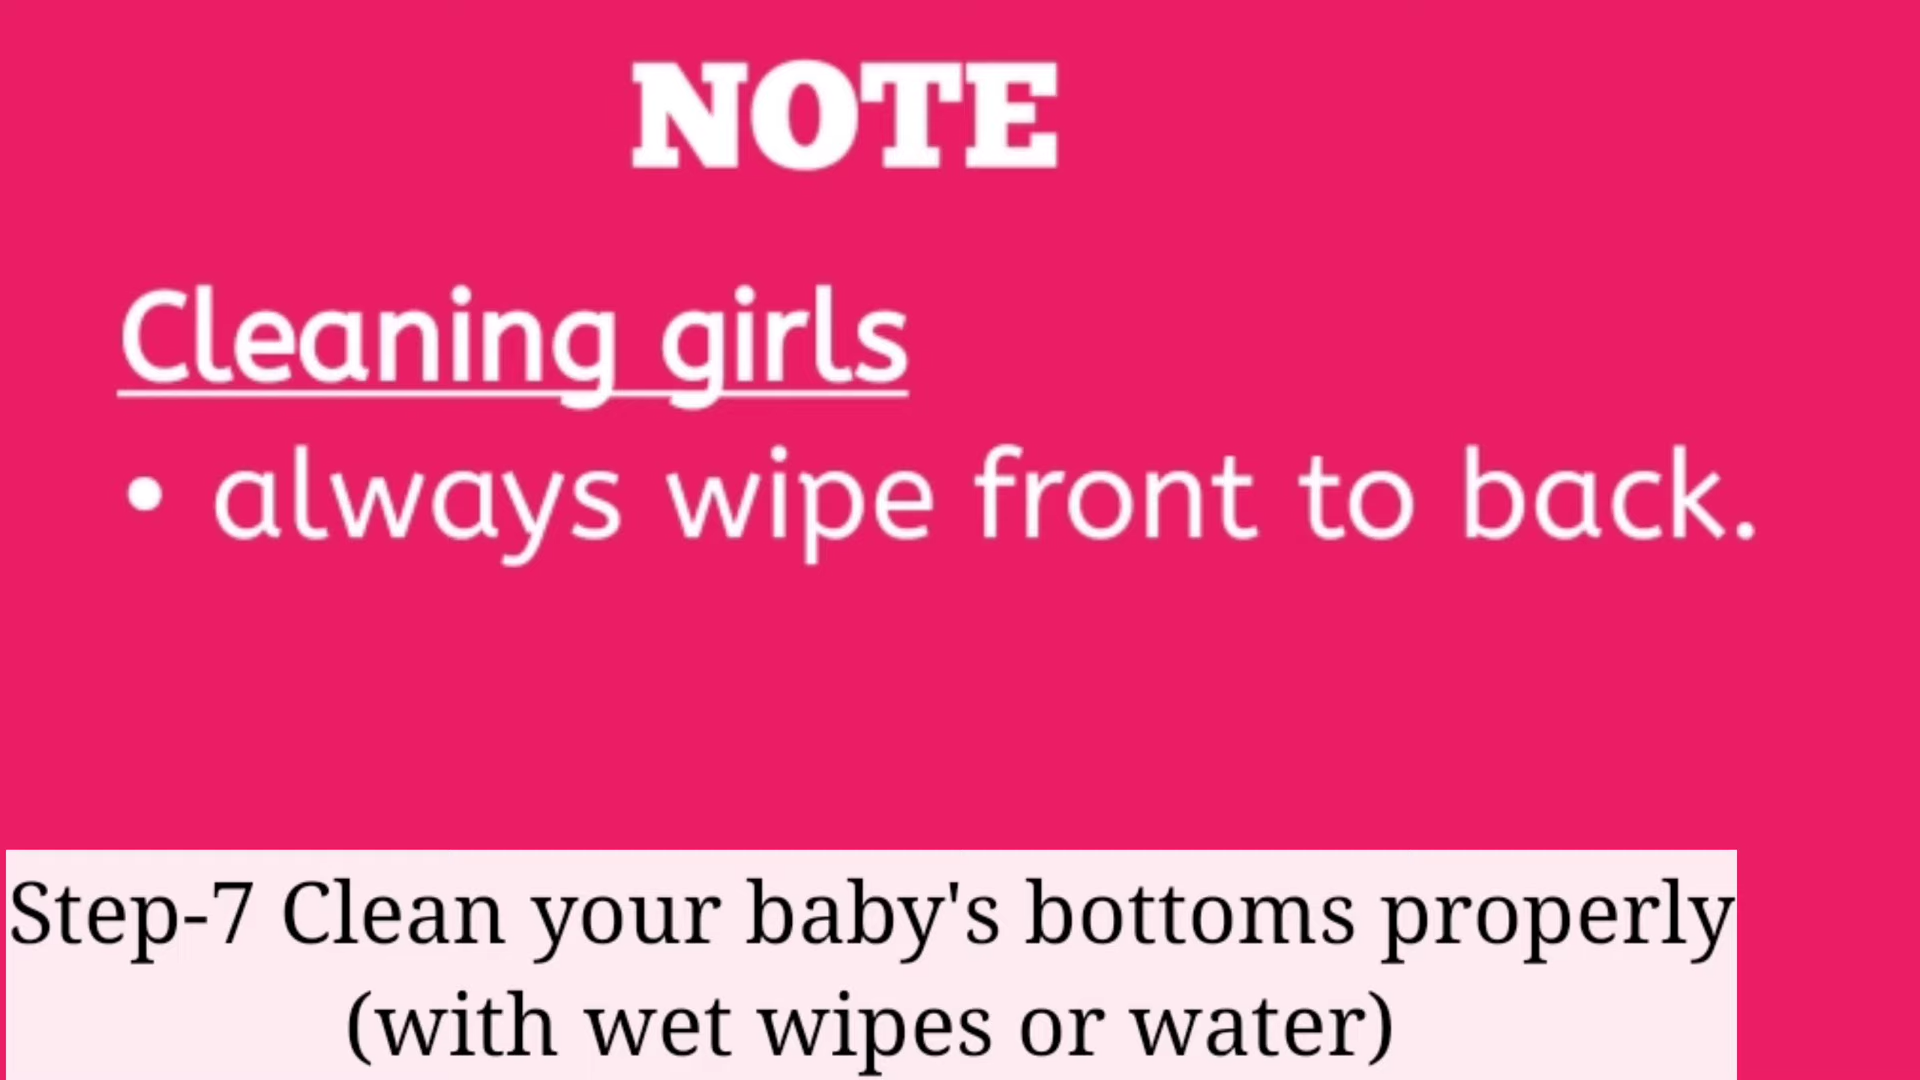 NOTE
Cleaning girls
• always wipe front to back.
Step-7 Clean your baby's bottoms properly
(with wet wipes or water)